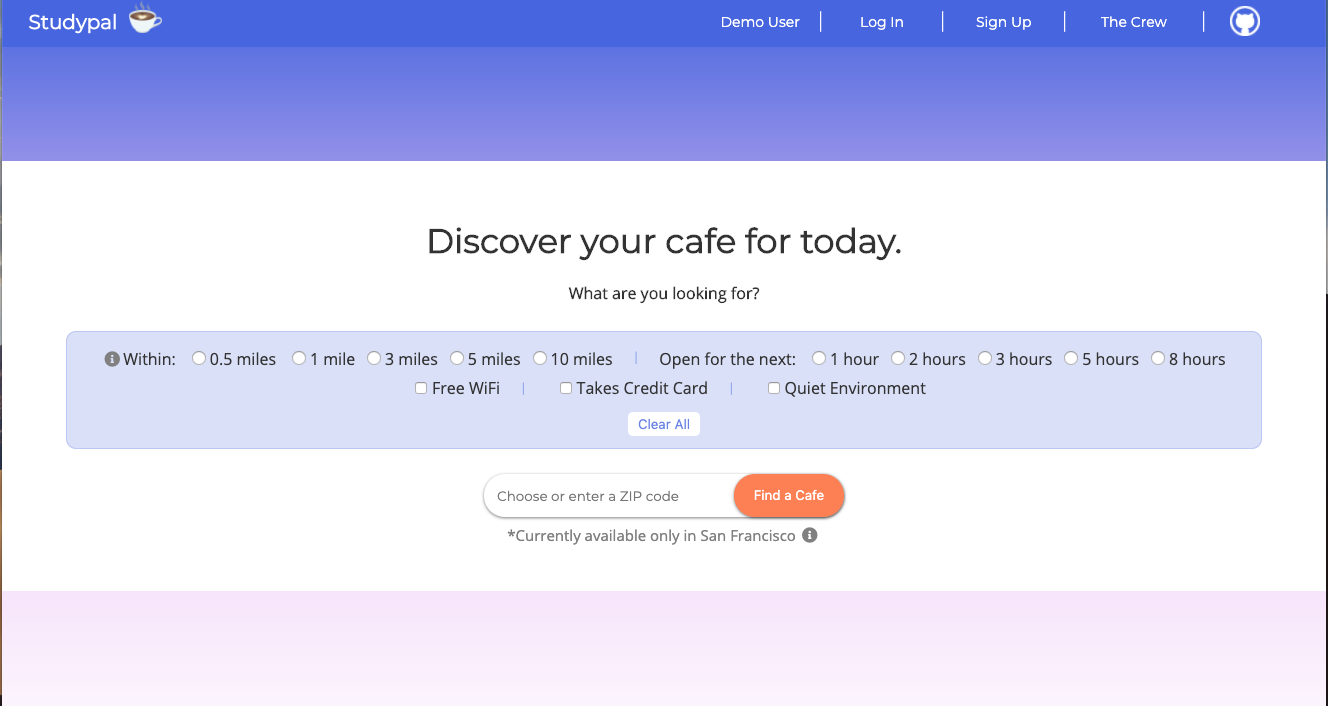 Studypal Demo User Log In Sign Up The Crew
Discover your cafe for today.
What are you looking for?
Within: 0.5 miles 1 mile 3 miles 5 miles 10 miles | Open for the next: 1 hour 2 hours 3 hours 5 hours 8 hours
Free WiFi | Takes Credit Card | Quiet Environment
Clear All
Choose or enter a ZIP code Find a Cafe
*Currently available only in San Francisco